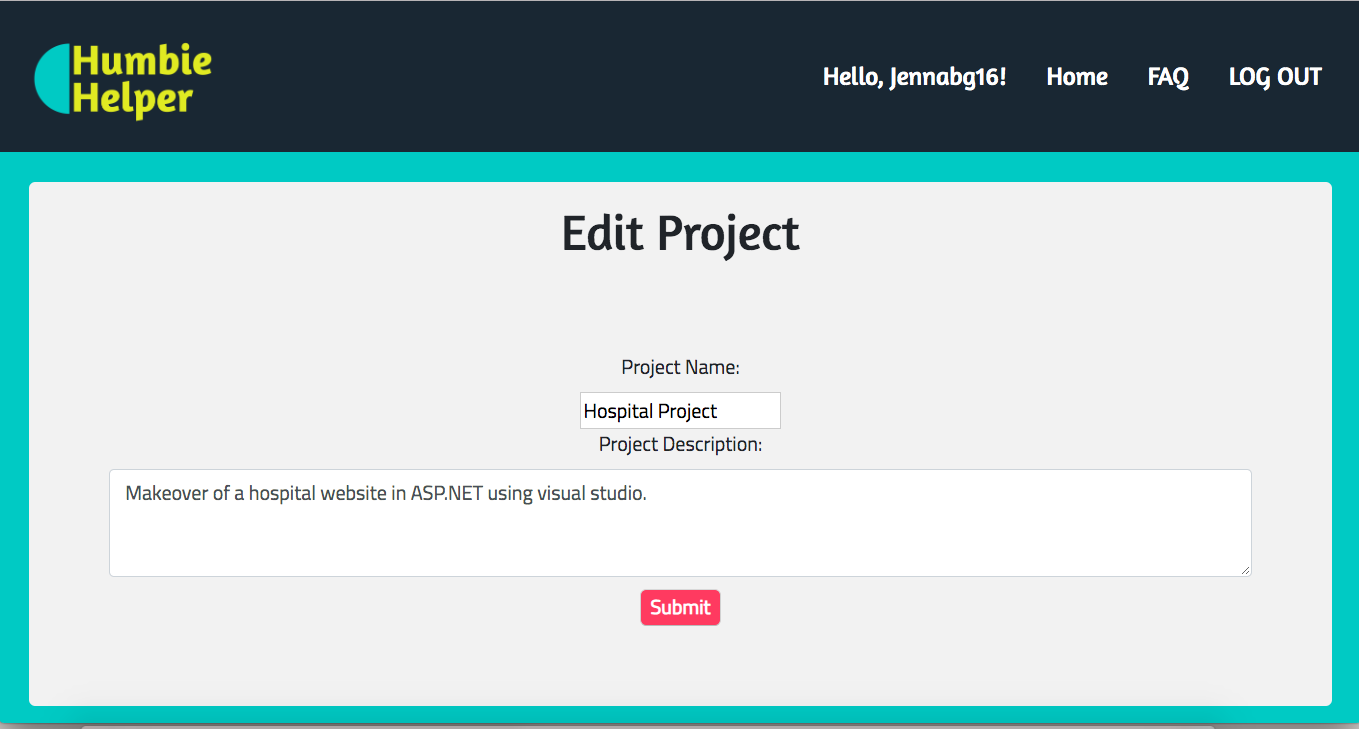 Humbie
Helper
Hello, Jennabg16!
Home
FAQ
LOG OUT
Edit Project
Project Name:
Hospital Project
Project Description:
Makeover of a hospital website in ASP.NET using visual studio.
Submit